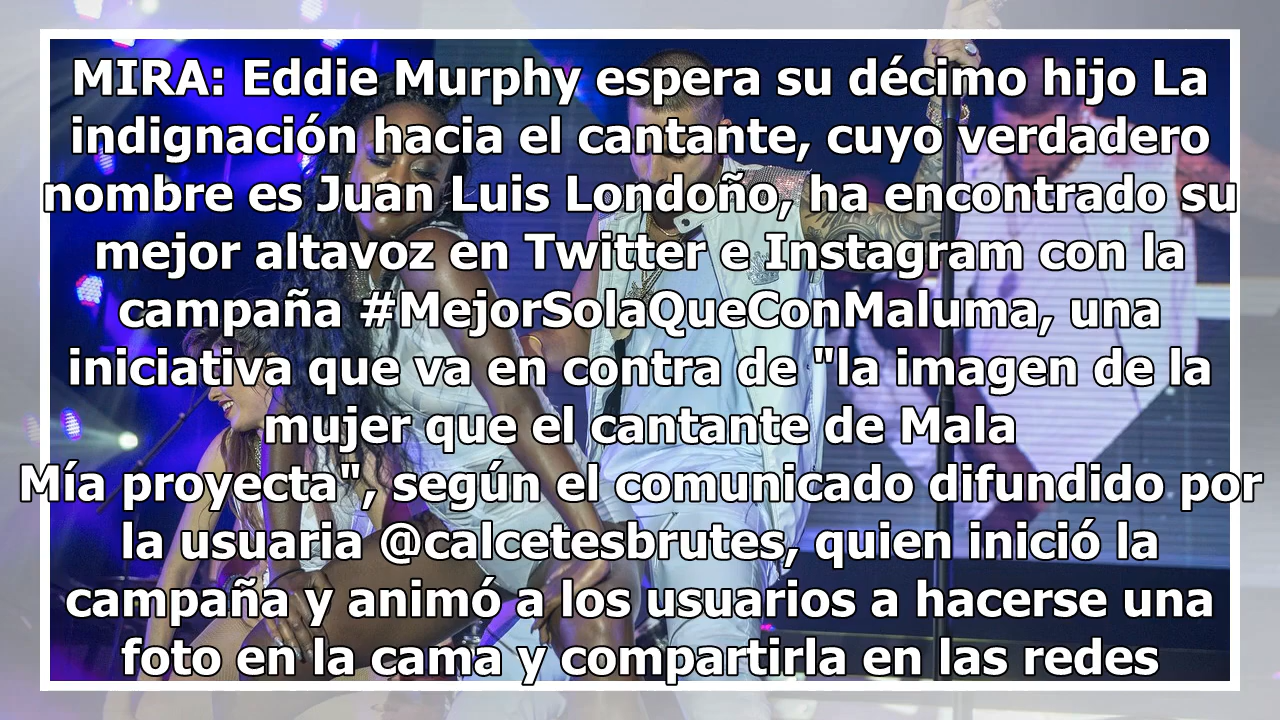 MIRA: Eddie Murphy espera su décimo hijo La
indignación hacia el cantante, cuyo verdadero
nombre es Juan Luis Londoño, ha encontrado su
mejor altavoz en Twitter e Instagram con la
campaña #MejorSolaQueConMaluma, una
iniciativa que va en contra de "la imagen de la
mujer que el cantante de Mala
Mía proyecta", según el comunicado difundido por
la usuaria @calcetesbrutes, quien inició la
campaña y animó a los usuarios a hacerse una
foto en la cama y compartirla en las redes